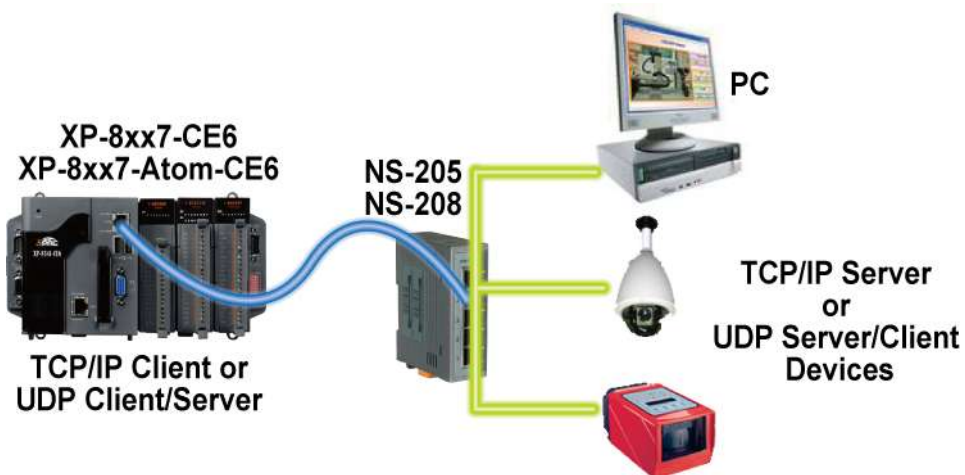 XP-8xx7-CE6
XP-8xx7-Atom-CE6
NS-205
NS-208
PC
TCP/IP Client or
UDP Client/Server
TCP/IP Server
or
UDP Server/Client
Devices